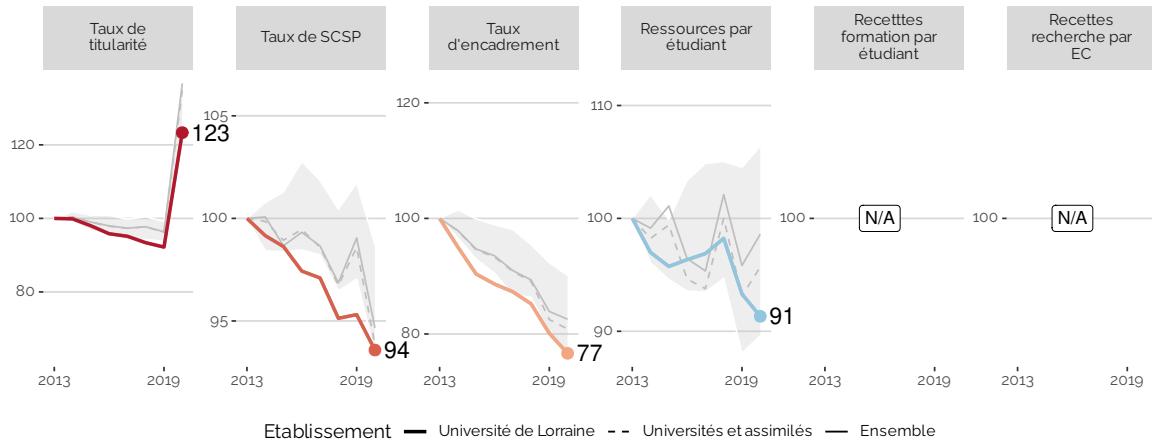 Taux de
titularité
Taux de SCSP
Taux
d'encadrement
Ressources par
étudiant
Recetttes
formation par
étudiant
Recettes
recherche par
EC
120
100
80
123
2013
2019
105
100
95
94
2013
2019
120
100
80
77
2013
2019
110
100
90
91
2013
2019
100
N/A
2013
2019
100
N/A
2013
2019
Etablissement Université de Lorraine Universités et assimilés Ensemble